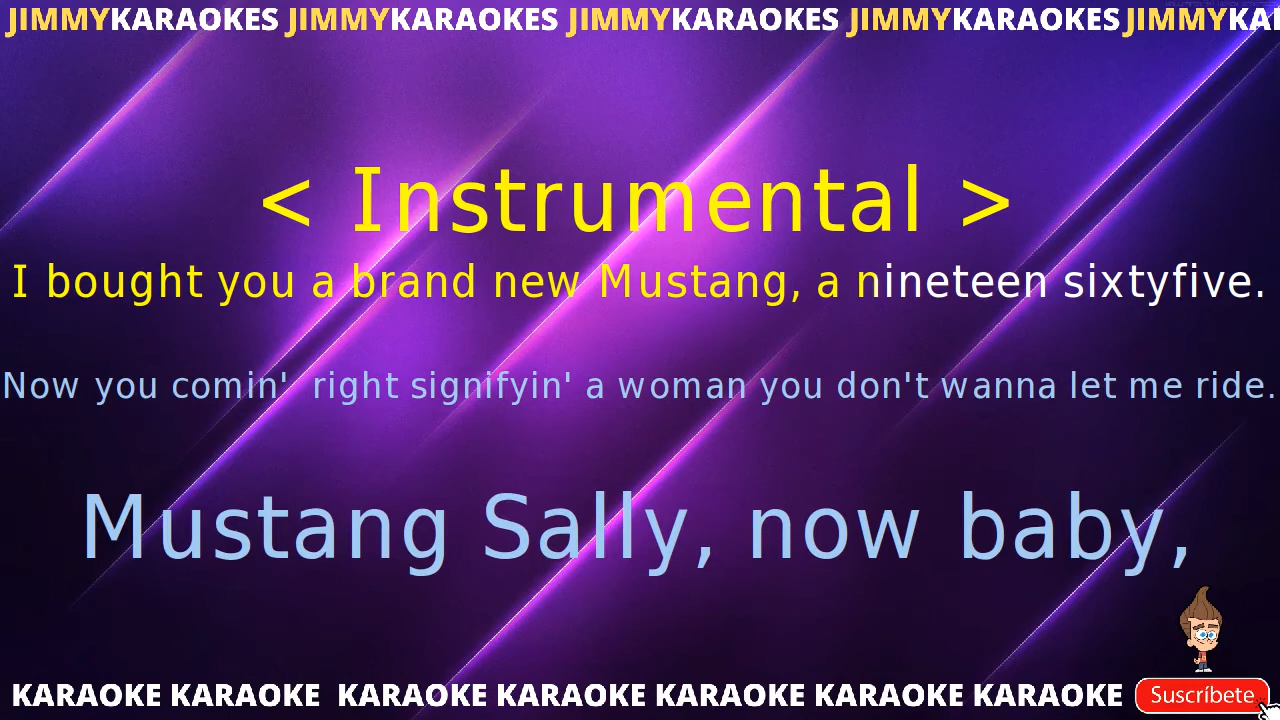 JIMMYKARAOKES JIMMYKARAOKES JIMMYKARAOKES JIMMYKARAOKES JIMMYKA
< Instrumental >
I bought you a brand new Mustang, a nineteen sixtyfive.
Now you comin' right signifyin' a woman you don't wanna let me ride.
Mustang Sally, now baby,
KARAOKE KARAOKE KARAOKE KARAOKE KARAOKE KARAOKE KARAOKE
Suscríbete